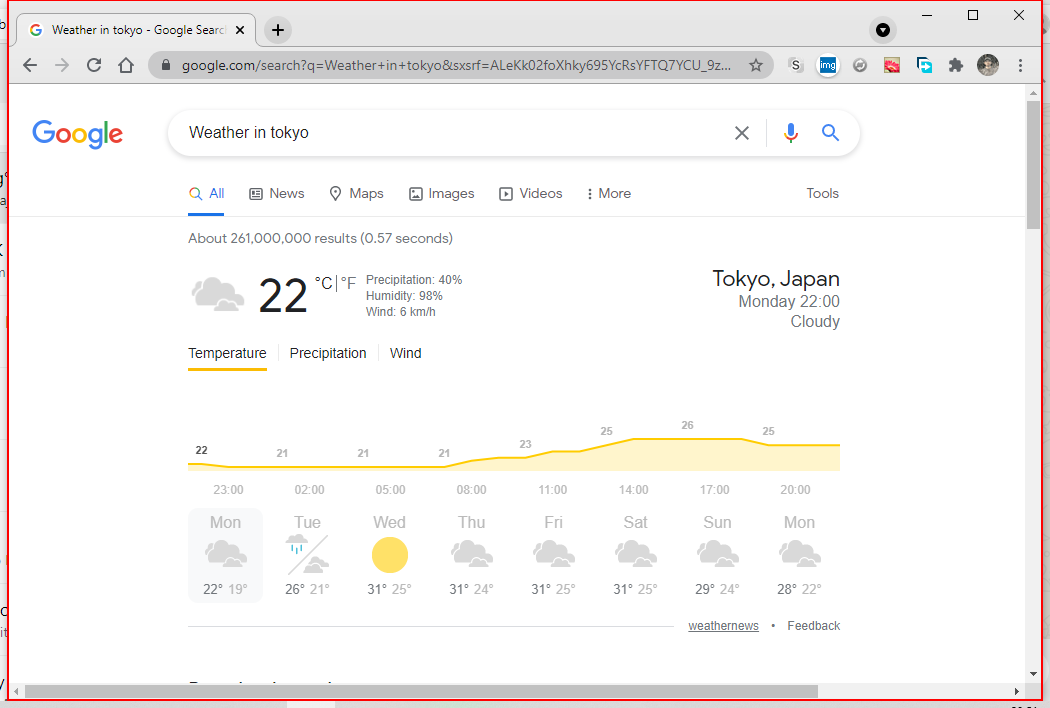 Weather in tokyo - Google Searc
google.com/search?q=Weather+in+tokyo&sxsrf=ALeKk02foXhky695YcRsYFTQ7YCU_9z...
S
img
Google
Weather in tokyo
All News Maps Images Videos More Tools
About 261,000,000 results (0.57 seconds)
22 °C | °F
Precipitation: 40%
Humidity: 98%
Wind: 6 km/h
Tokyo, Japan
Monday 22:00
Cloudy
Temperature Precipitation Wind
22 21 21 21 23 25 26 25
23:00 02:00 05:00 08:00 11:00 14:00 17:00 20:00
Mon Tue Wed Thu Fri Sat Sun Mon
22° 19° 26° 21° 31° 25° 31° 24° 31° 25° 31° 25° 29° 24° 28° 22°
weathernews • Feedback